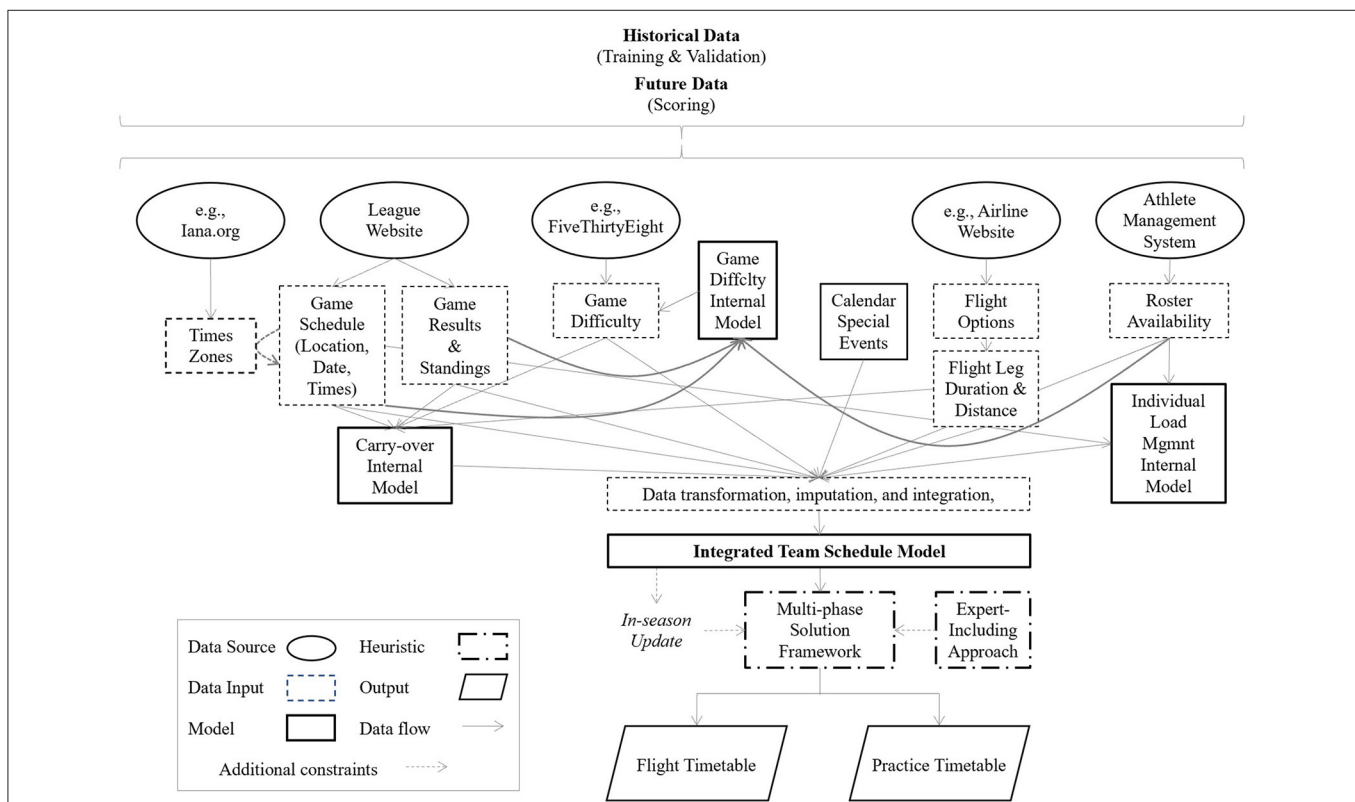 Historical Data
(Training & Validation)
Future Data
(Scoring)
e.g.,
Iana.org
League
Website
e.g.,
FiveThirtyEight
e.g., Airline
Website
Athlete
Management
System
Times
Zones
Game
Schedule
(Location,
Date,
Times)
Game
Results
&
Standings
Game
Difficulty
Game
Diffclty
Internal
Model
Calendar
Special
Events
Flight
Options
Flight Leg
Duration &
Distance
Roster
Availability
Carry-over
Internal
Model
Individual
Load
Mgmnt
Internal
Model
Data transformation, imputation, and integration,
Integrated Team Schedule Model
In-season
Update
Multi-phase
Solution
Framework
Expert-
Including
Approach
Flight Timetable
Practice Timetable
Data Source
Heuristic
Data Input
Output
Model
Data flow
Additional constraints